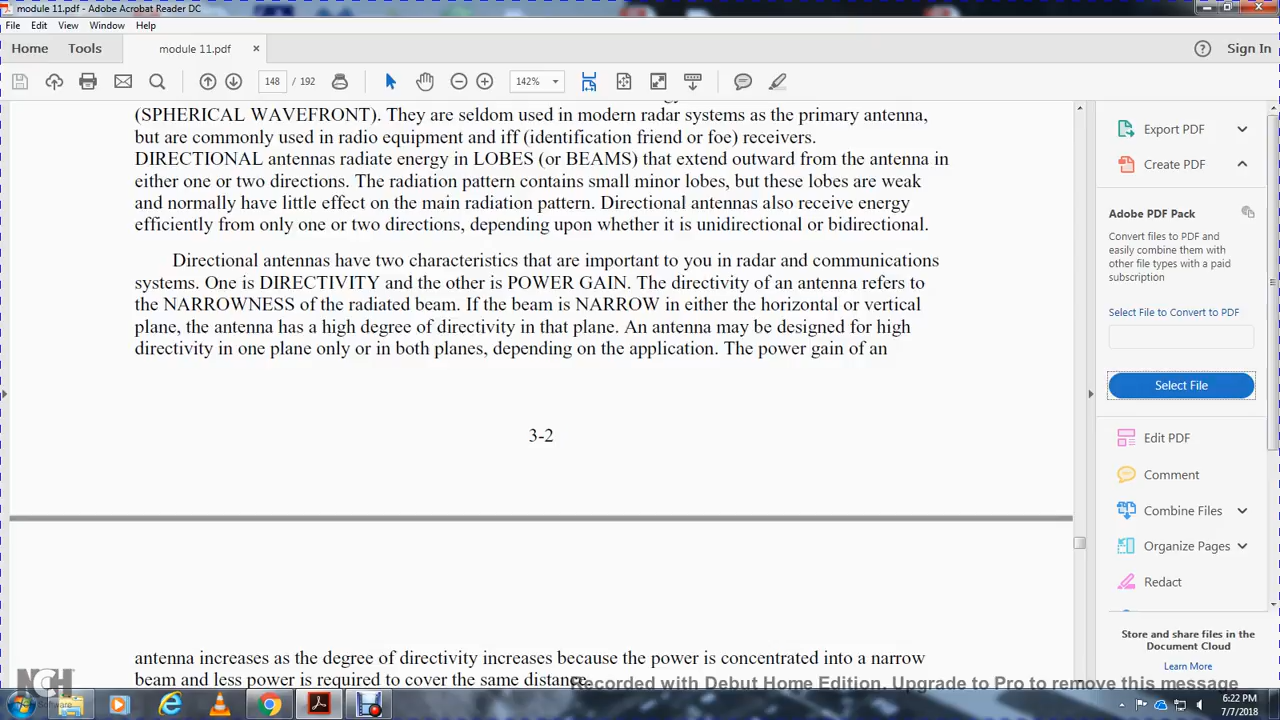 module 11.pdf - Adobe Acrobat Reader DC
File Edit View Window Help
Home Tools module 11.pdf × Sign In
148 / 192 142%
(SPHERICAL WAVEFRONT). They are seldom used in modern radar systems as the primary antenna,
but are commonly used in radio equipment and iff (identification friend or foe) receivers.
DIRECTIONAL antennas radiate energy in LOBES (or BEAMS) that extend outward from the antenna in
either one or two directions. The radiation pattern contains small minor lobes, but these lobes are weak
and normally have little effect on the main radiation pattern. Directional antennas also receive energy
efficiently from only one or two directions, depending upon whether it is unidirectional or bidirectional.
Directional antennas have two characteristics that are important to you in radar and communications
systems. One is DIRECTIVITY and the other is POWER GAIN. The directivity of an antenna refers to
the NARROWNESS of the radiated beam. If the beam is NARROW in either the horizontal or vertical
plane, the antenna has a high degree of directivity in that plane. An antenna may be designed for high
directivity in one plane only or in both planes, depending on the application. The power gain of an
3-2
antenna increases as the degree of directivity increases because the power is concentrated into a narrow
beam and less power is required to cover the same distance.
Export PDF
Create PDF
Adobe PDF Pack
Convert files to PDF and
easily combine them with
other file types with a paid
subscription
Select File to Convert to PDF
Select File
Edit PDF
Comment
Combine Files
Organize Pages
Redact
Store and share files in the
Document Cloud
Learn More
NCH
Software
Recorded with Debut Home Edition. Upgrade to Pro to remove this message
6:22 PM
7/7/2018